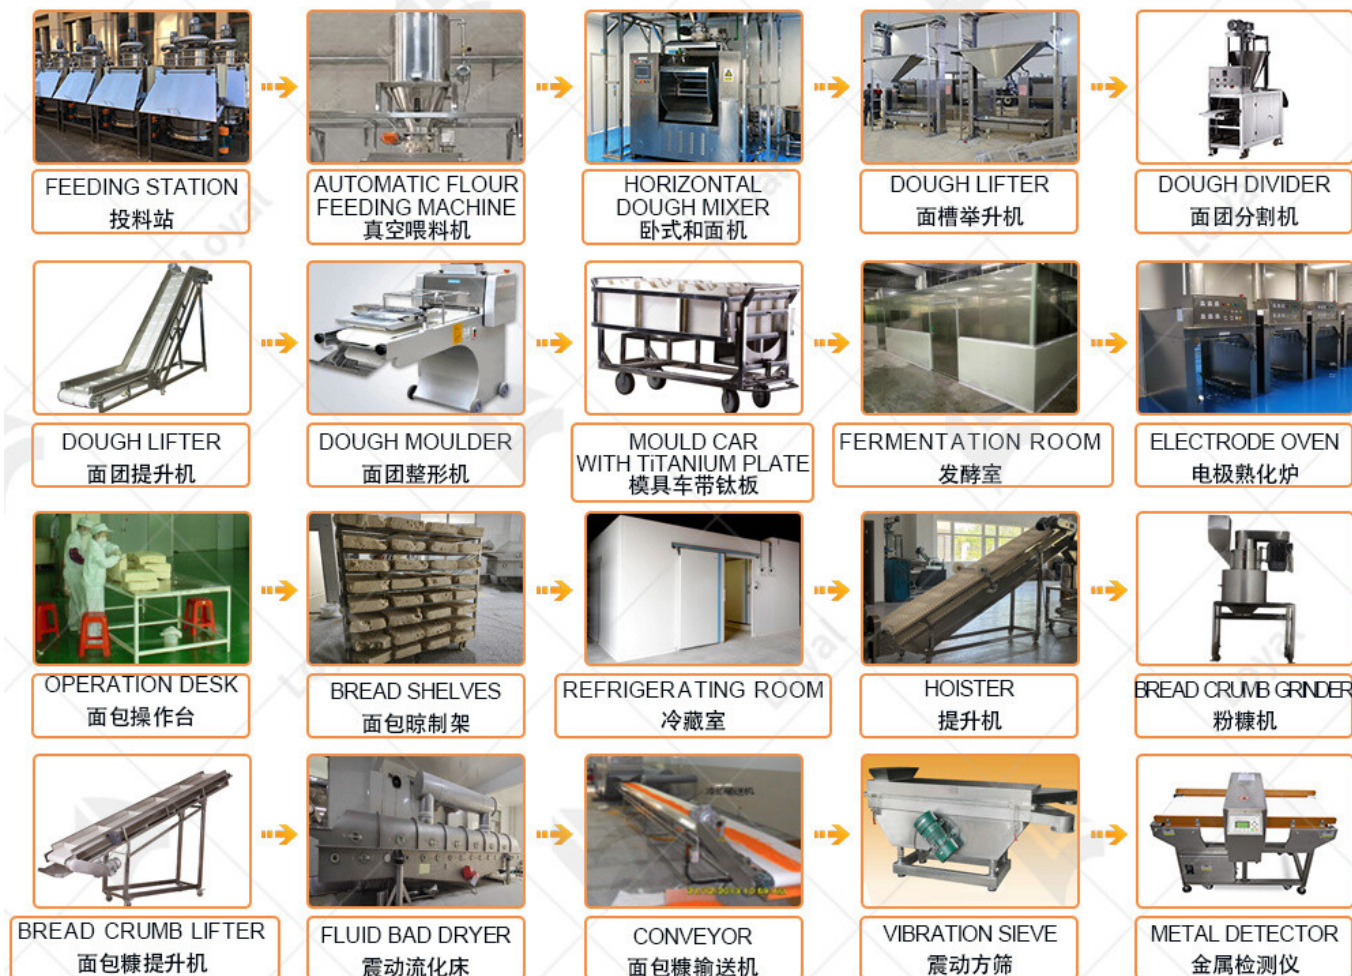 FEEDING STATION
投料站
AUTOMATIC FLOUR
FEEDING MACHINE
真空喂料机
HORIZONTAL
DOUGH MIXER
卧式和面机
DOUGH LIFTER
面槽举升机
DOUGH DIVIDER
面团分割机
DOUGH LIFTER
面团提升机
DOUGH MOULDER
面团整形机
MOULD CAR
WITH TiTANIUM PLATE
模具车带钛板
FERMENTATION ROOM
发酵室
ELECTRODE OVEN
电极熟化炉
OPERATION DESK
面包操作台
BREAD SHELVES
面包晾制架
REFRIGERATING ROOM
冷藏室
HOISTER
提升机
BREAD CRUMB GRINDER
粉糠机
BREAD CRUMB LIFTER
面包糠提升机
FLUID BAD DRYER
震动流化床
CONVEYOR
面包糠输送机
VIBRATION SIEVE
震动方筛
METAL DETECTOR
金属检测仪
Loyal
Loyal
Loyal
Loyal